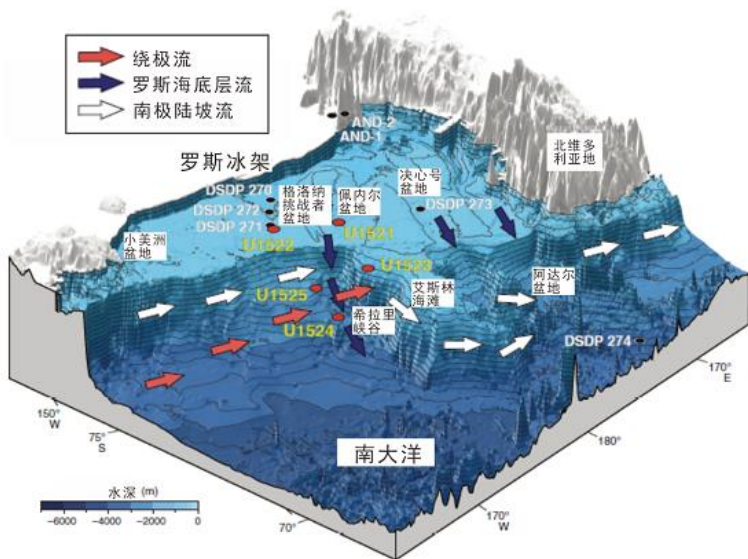 绕极流
罗斯海底层流
南极陆坡流
AND-2
AND-1
北维多
利亚地
罗斯冰架
DSDP 270
格洛纳
挑战者
盆地
佩内尔
盆地
决心号
盆地
DSDP 273
DSDP 272
DSDP 271
小美洲
盆地
U1522
U1521
U1523
阿达尔
盆地
U1525
艾斯林
海滩
U1524
希拉里
峡谷
DSDP 274
150°
W
75°
S
南大洋
170°
E
180°
170°
W
70°
水深 (m)
-6000
-4000
-2000
0